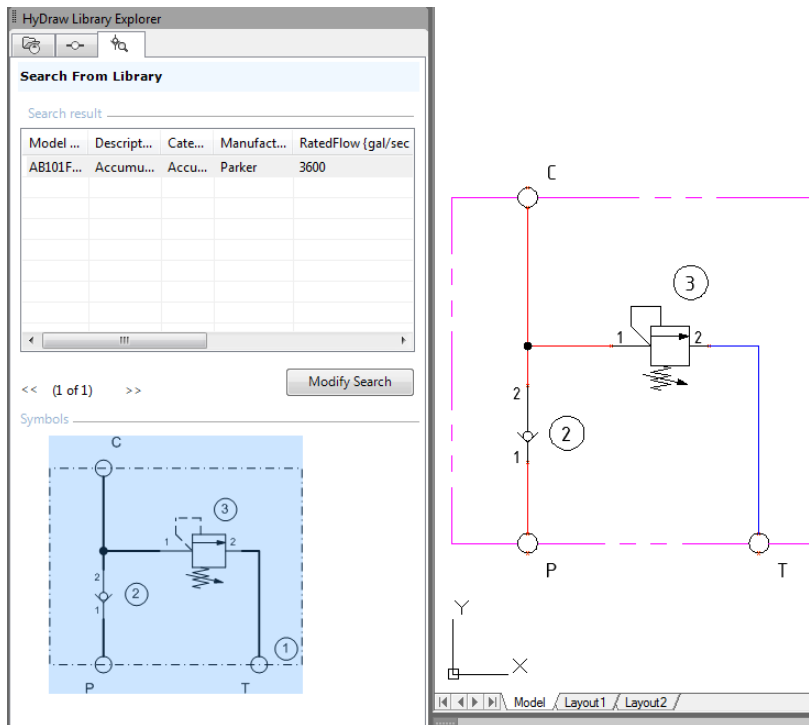 HyDraw Library Explorer
Search From Library
Search result
Model ... Descript... Cate... Manufact... RatedFlow {gal/sec
AB101F... Accumu... Accu... Parker 3600
<< (1 of 1) >>
Modify Search
Symbols
C
3
1 2
2
2
1
1
P T
C
3
1 2
2
2
1
P T
Y
X
Model Layout1 Layout2